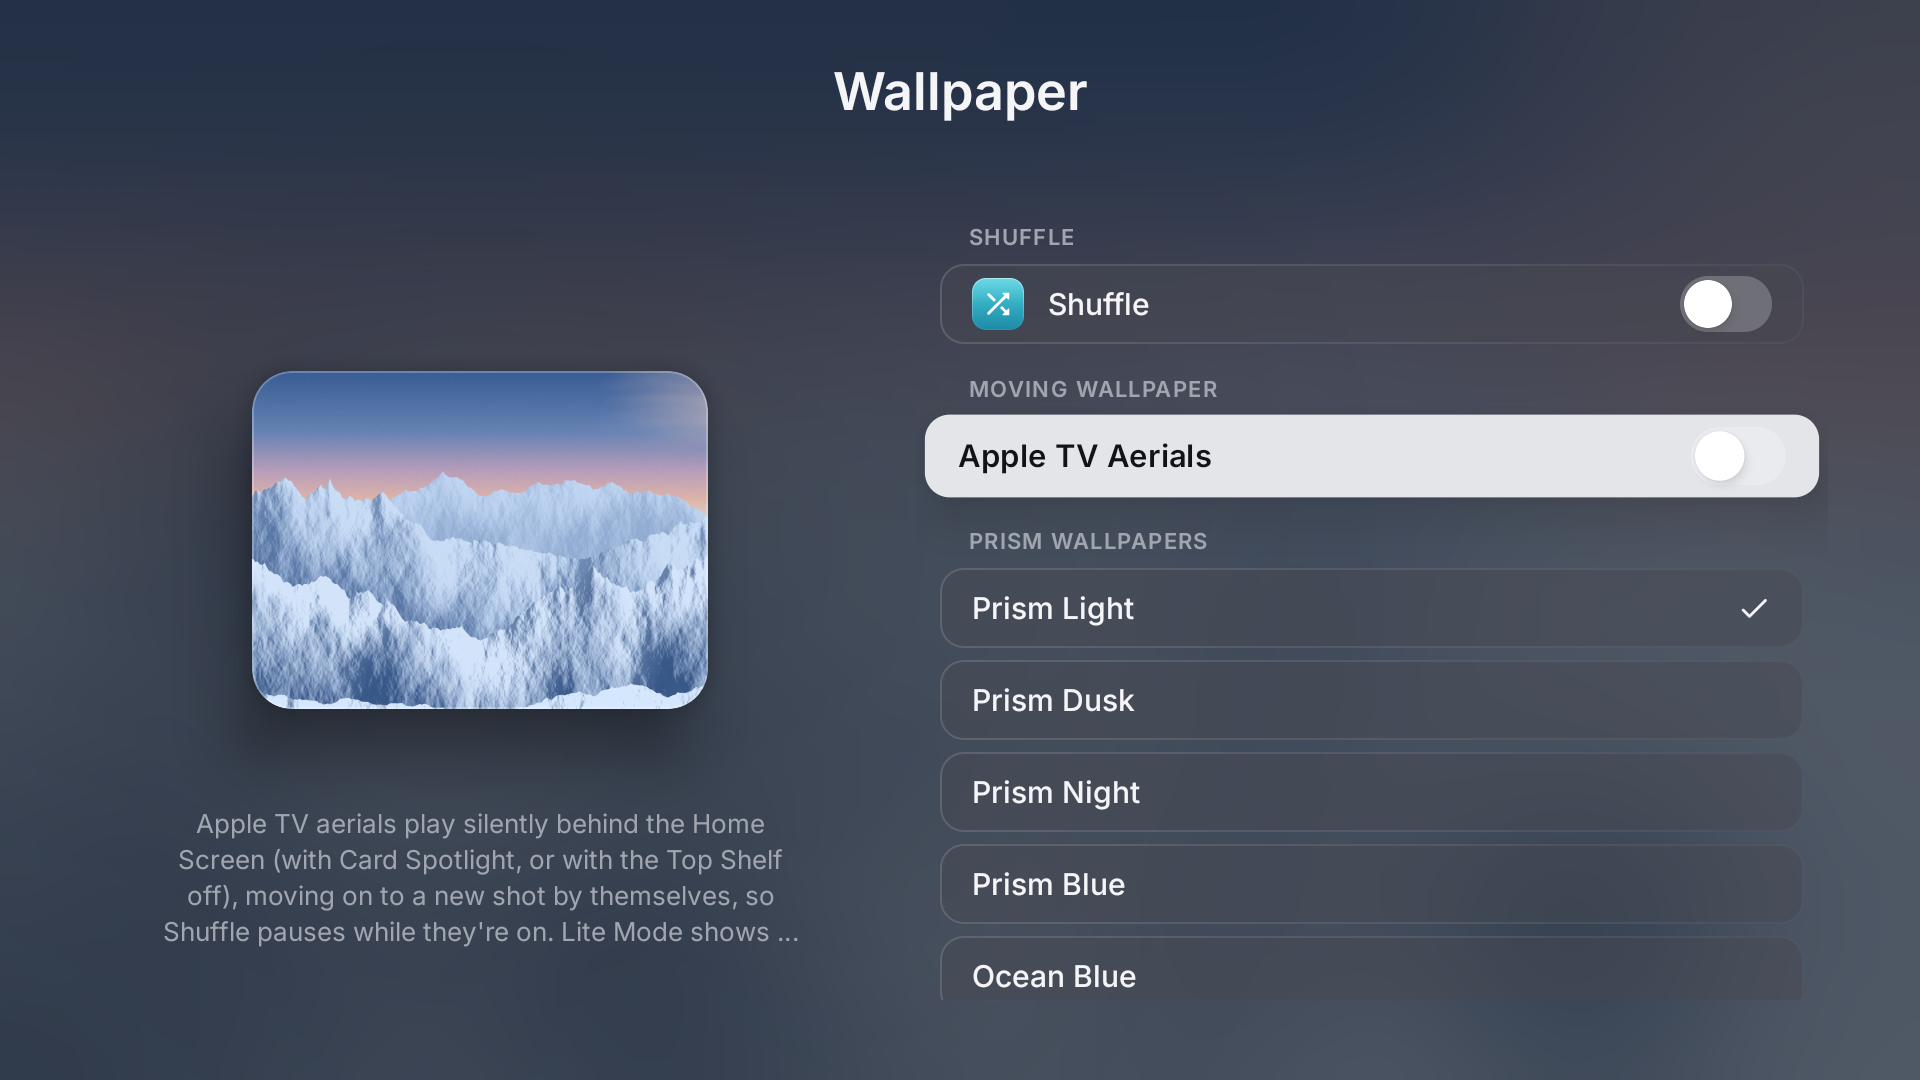 Wallpaper
SHUFFLE
Shuffle
MOVING WALLPAPER
Apple TV Aerials
PRISM WALLPAPERS
Prism Light
Prism Dusk
Prism Night
Prism Blue
Ocean Blue
Apple TV aerials play silently behind the Home
Screen (with Card Spotlight, or with the Top Shelf
off), moving on to a new shot by themselves, so
Shuffle pauses while they're on. Lite Mode shows ...